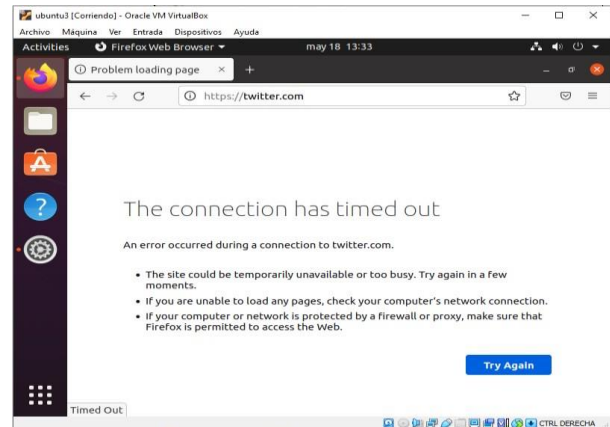 ubuntu3 [Corriendo] - Oracle VM VirtualBox
Archivo Máquina Ver Entrada Dispositivos Ayuda
Activities Firefox Web Browser may 18 13:33
Problem loading page
https://twitter.com
The connection has timed out
An error occurred during a connection to twitter.com.
• The site could be temporarily unavailable or too busy. Try again in a few
moments.
• If you are unable to load any pages, check your computer's network connection.
• If your computer or network is protected by a firewall or proxy, make sure that
Firefox is permitted to access the Web.
Try Again
Timed Out
CTRL DERECHA